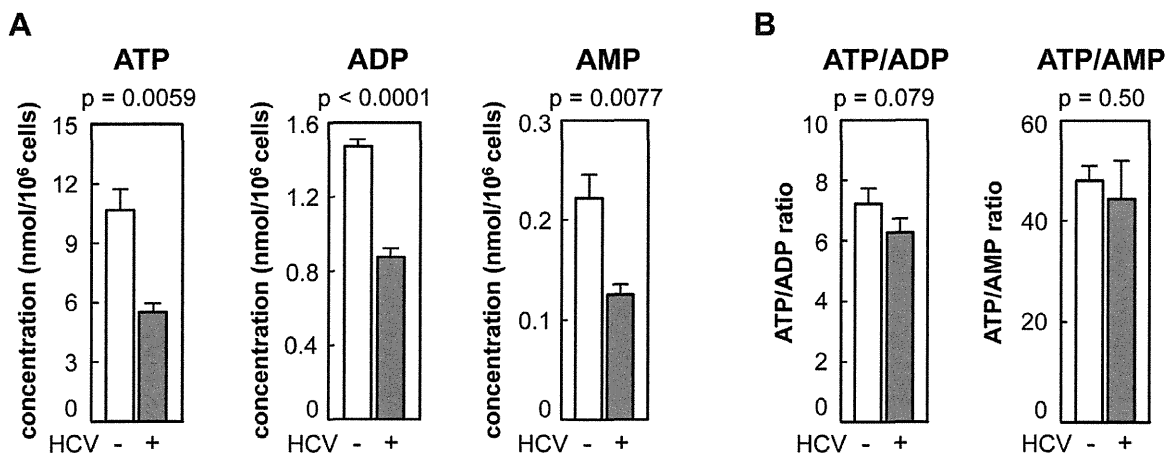 A
ATP
p = 0.0059
concentration (nmol/10⁶ cells)
15
12
9
6
3
0
HCV - +
ADP
p < 0.0001
concentration (nmol/10⁶ cells)
1.6
1.2
0.8
0.4
0
HCV - +
AMP
p = 0.0077
concentration (nmol/10⁶ cells)
0.3
0.2
0.1
0
HCV - +
B
ATP/ADP
p = 0.079
ATP/ADP ratio
10
8
6
4
2
0
HCV - +
ATP/AMP
p = 0.50
ATP/AMP ratio
60
40
20
0
HCV - +